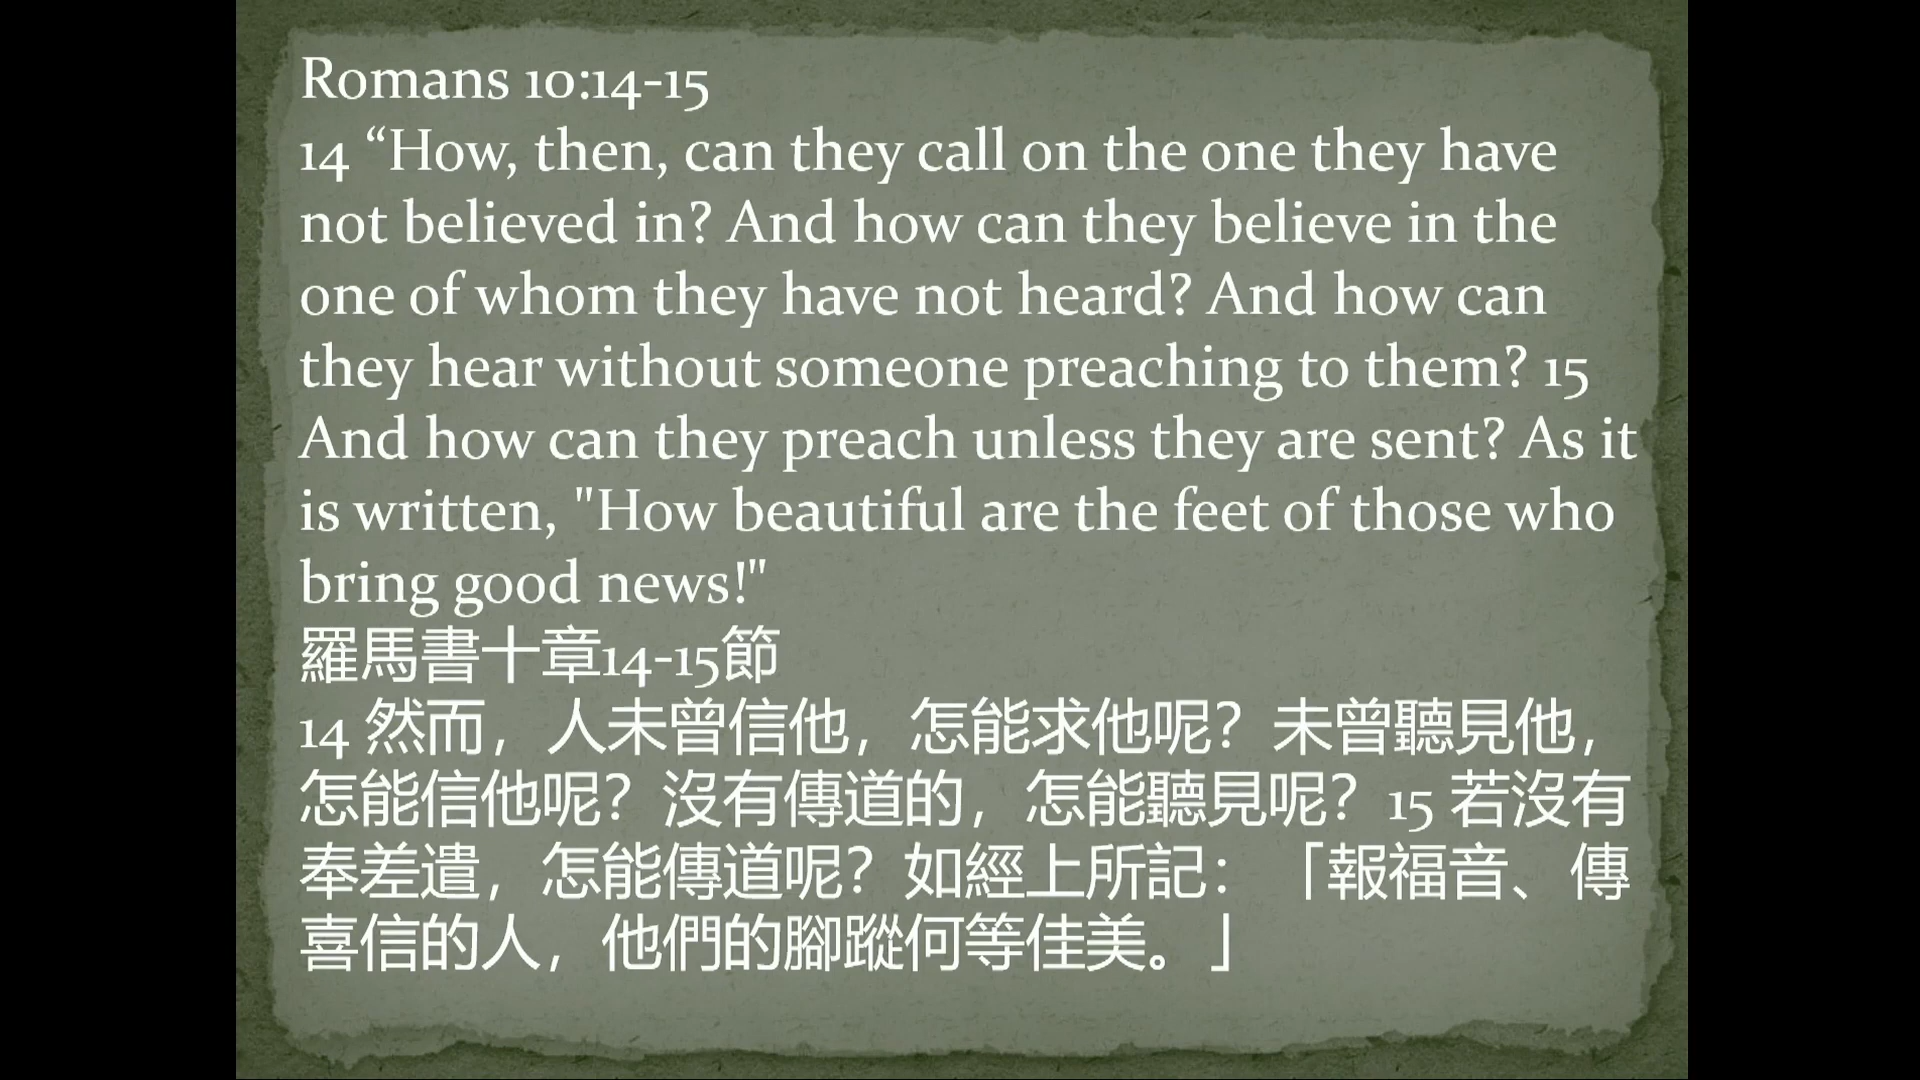 Romans 10:14-15
14 “How, then, can they call on the one they have
not believed in? And how can they believe in the
one of whom they have not heard? And how can
they hear without someone preaching to them? 15
And how can they preach unless they are sent? As it
is written, "How beautiful are the feet of those who
bring good news!"
羅馬書十章14-15節
14 然而，人未曾信他，怎能求他呢？未曾聽見他，
怎能信他呢？沒有傳道的，怎能聽見呢？15 若沒有
奉差遣，怎能傳道呢？如經上所記：「報福音、傳
喜信的人，他們的腳蹤何等佳美。」